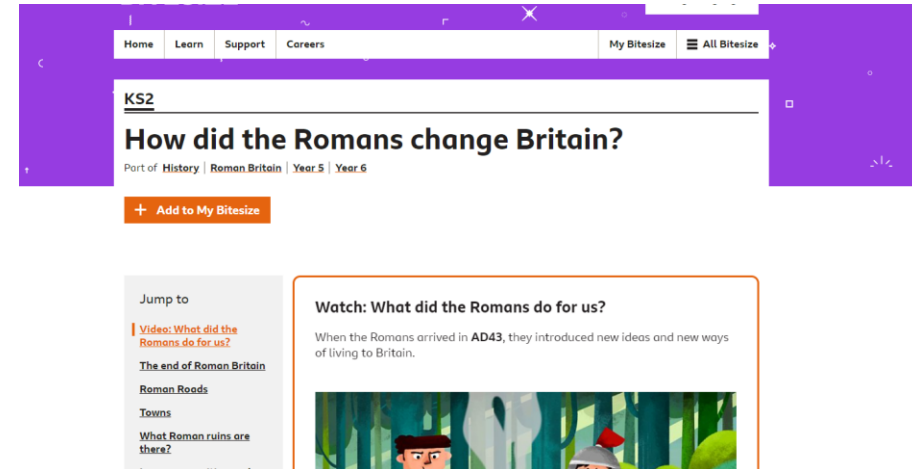 Home Learn Support Careers My Bitesize All Bitesize
KS2
How did the Romans change Britain?
Part of History | Roman Britain | Year 5 | Year 6
+ Add to My Bitesize
Jump to
Video: What did the
Romans do for us?
The end of Roman Britain
Roman Roads
Towns
What Roman ruins are
there?
Watch: What did the Romans do for us?
When the Romans arrived in AD43, they introduced new ideas and new ways
of living to Britain.